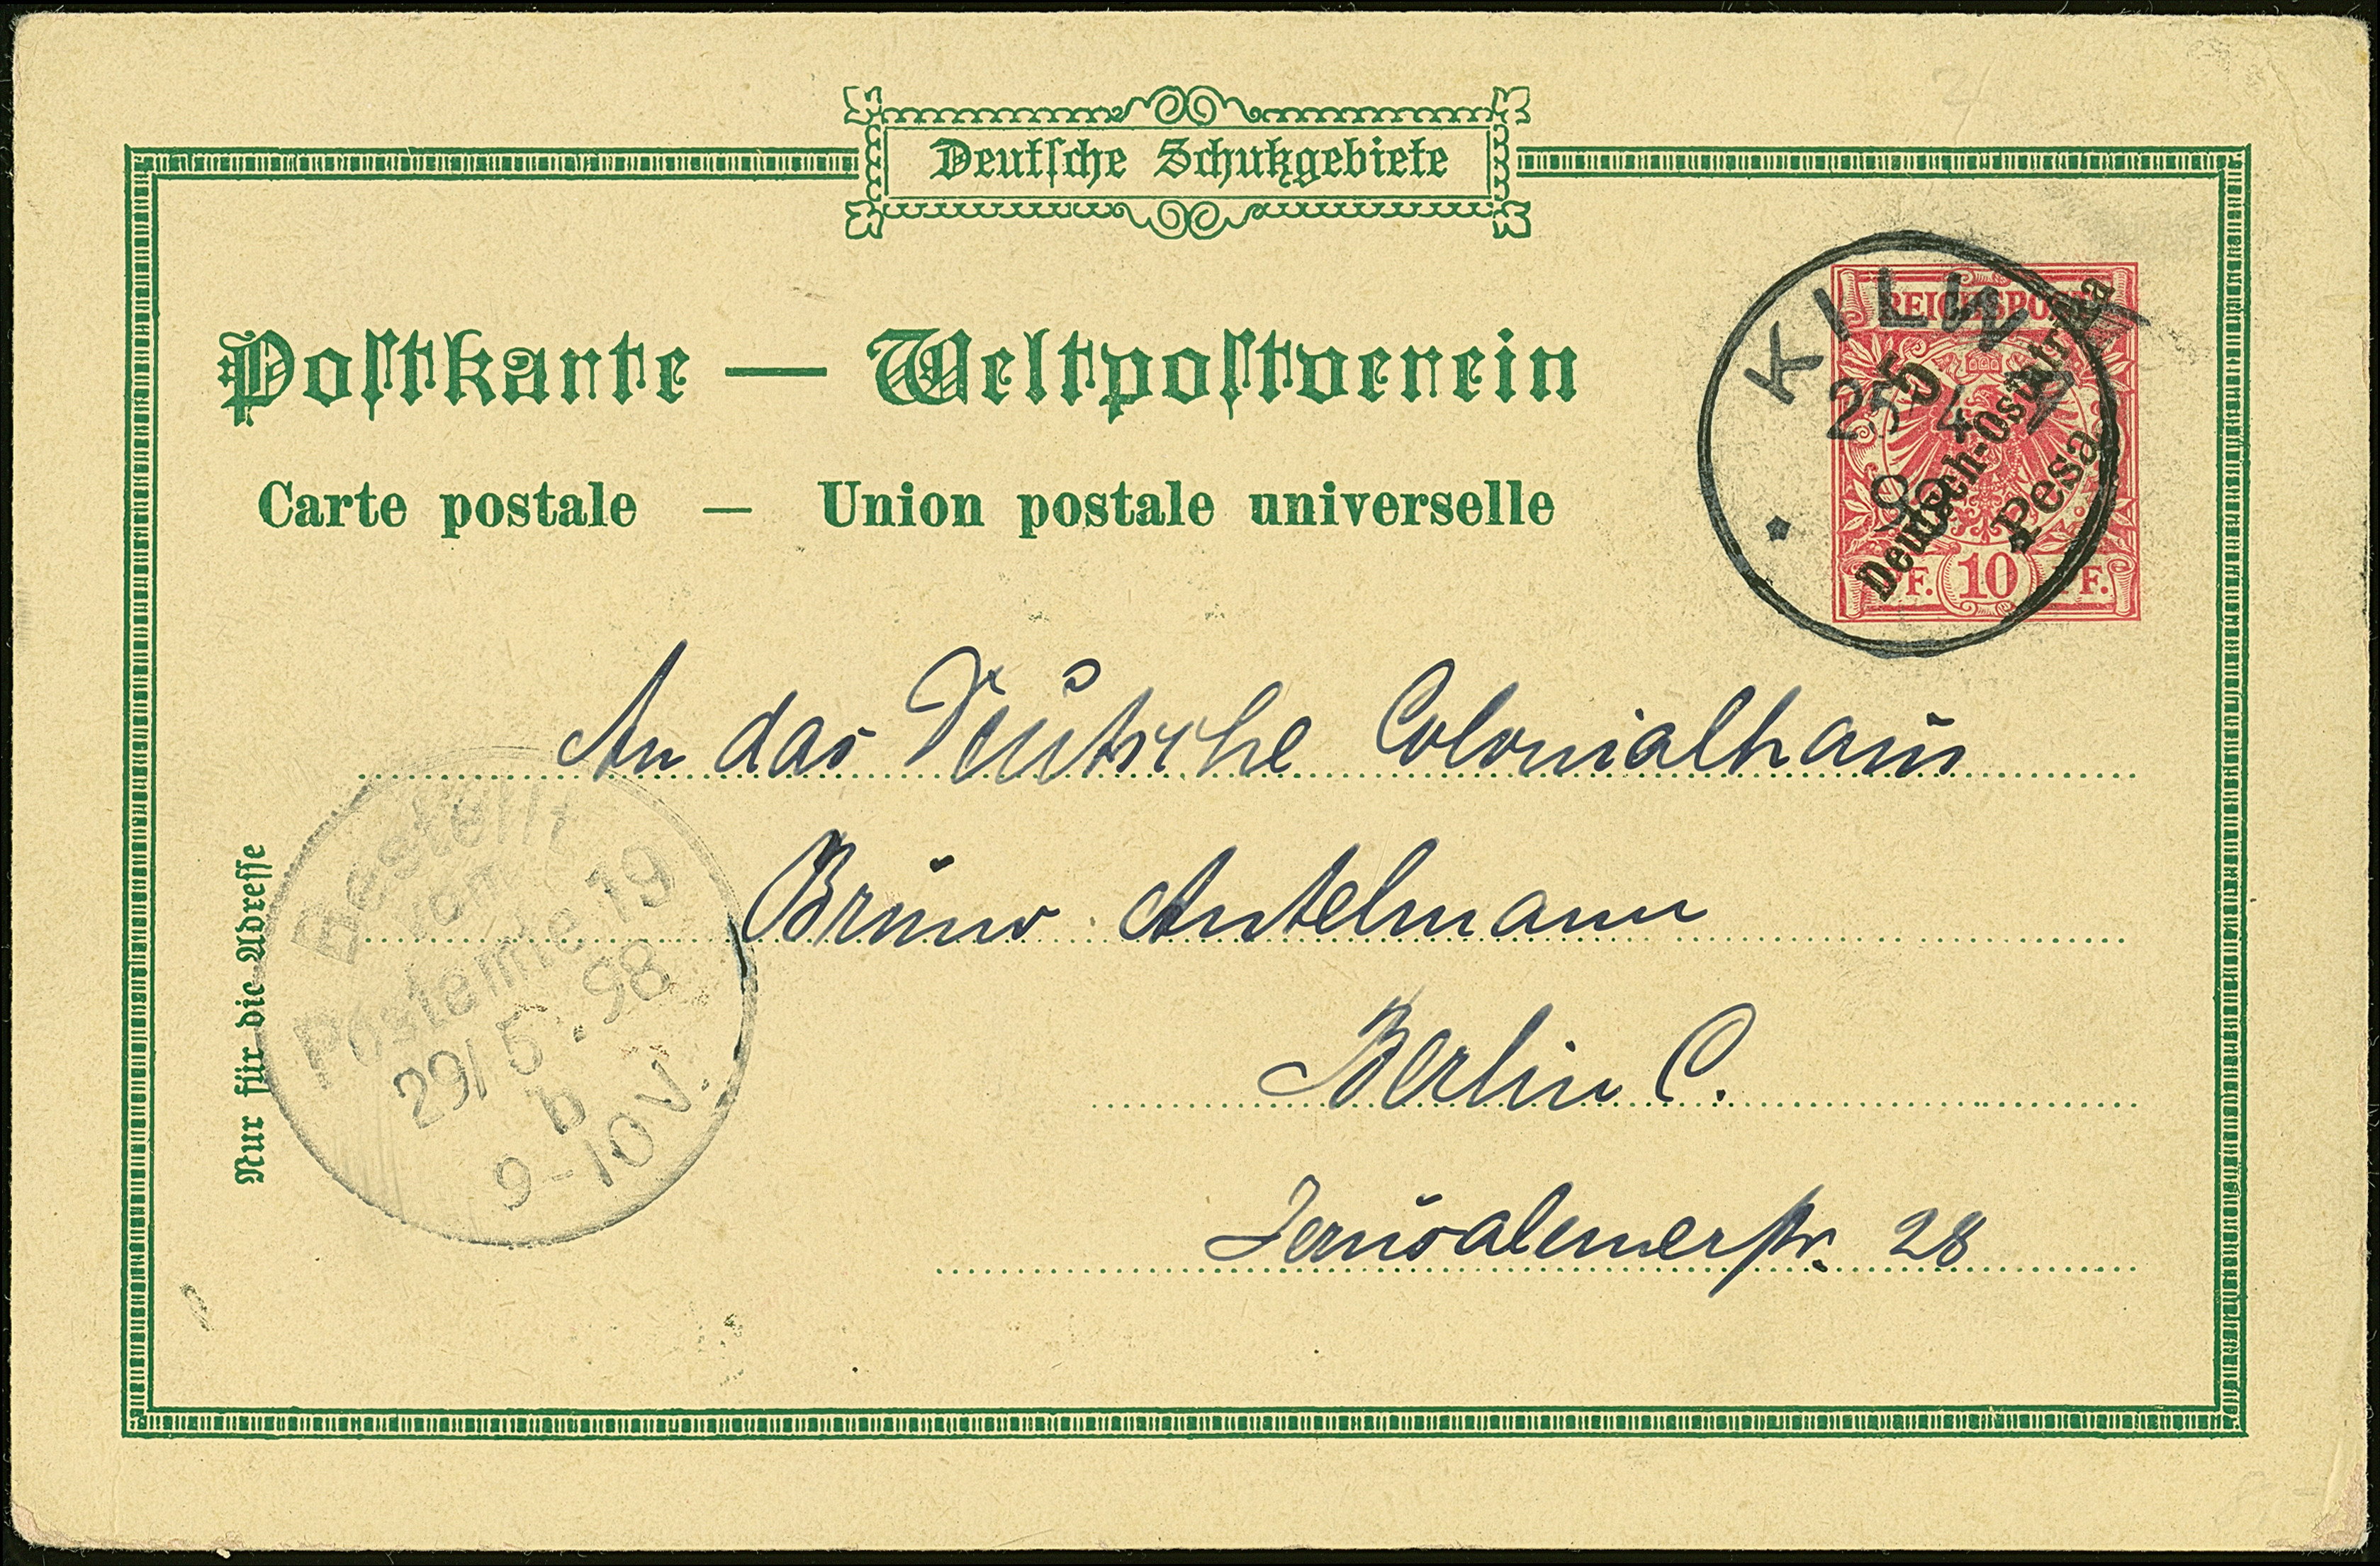 Deutsche Schutzgebiete
Postkarte — Weltpostverein
Carte postale — Union postale universelle
REICHSPOST
KILWA
25 4
98
5 Pesa
Deutsch-Ostafrika
PF. 10 PF.
An das Deutsche Colonialhaus
Bruno Antelmann
Berlin C.
Jerusalemerstr. 28
Nur für die Adresse
Bestellt
vom
Postamte 19
29/5.98
b
9-10V.